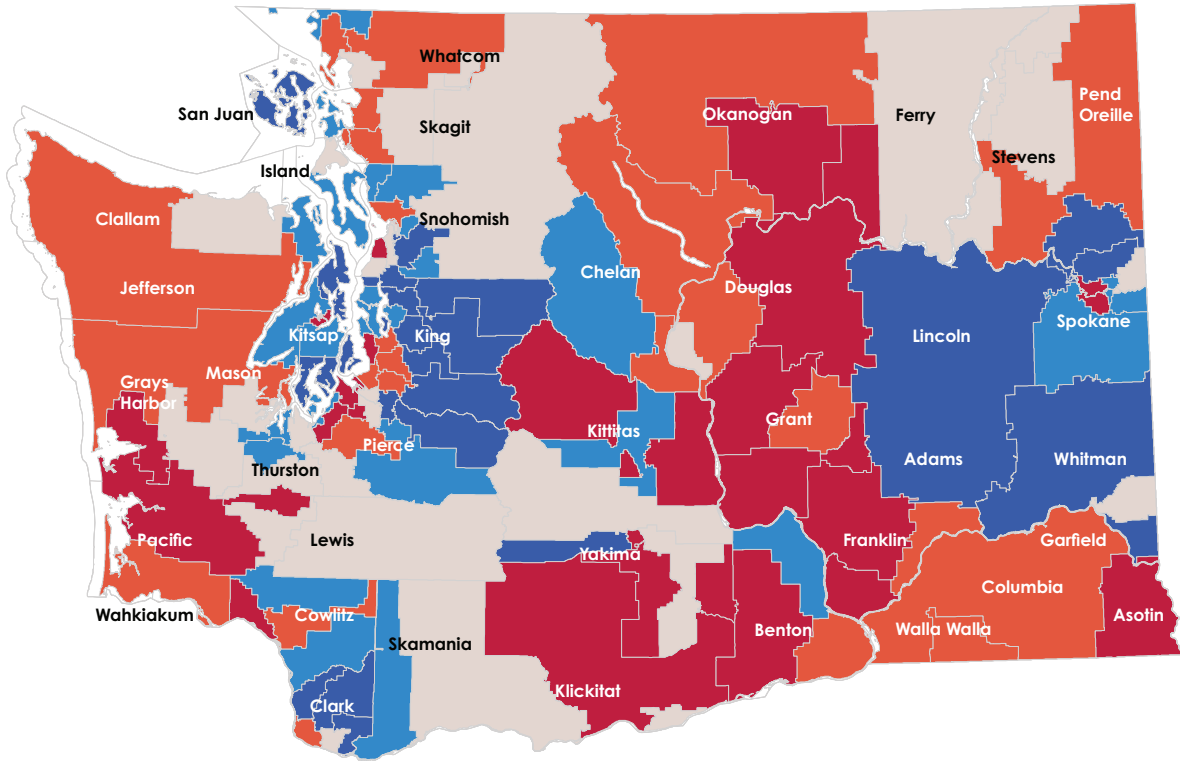 Whatcom
San Juan
Skagit
Okanogan
Ferry
Pend
Oreille
Stevens
Island
Clallam
Snohomish
Chelan
Jefferson
Douglas
Kitsap
King
Lincoln
Spokane
Mason
Grays
Harbor
Grant
Kittitas
Pierce
Thurston
Adams
Whitman
Pacific
Lewis
Yakima
Franklin
Garfield
Wahkiakum
Cowlitz
Columbia
Skamania
Benton
Walla Walla
Asotin
Klickitat
Clark